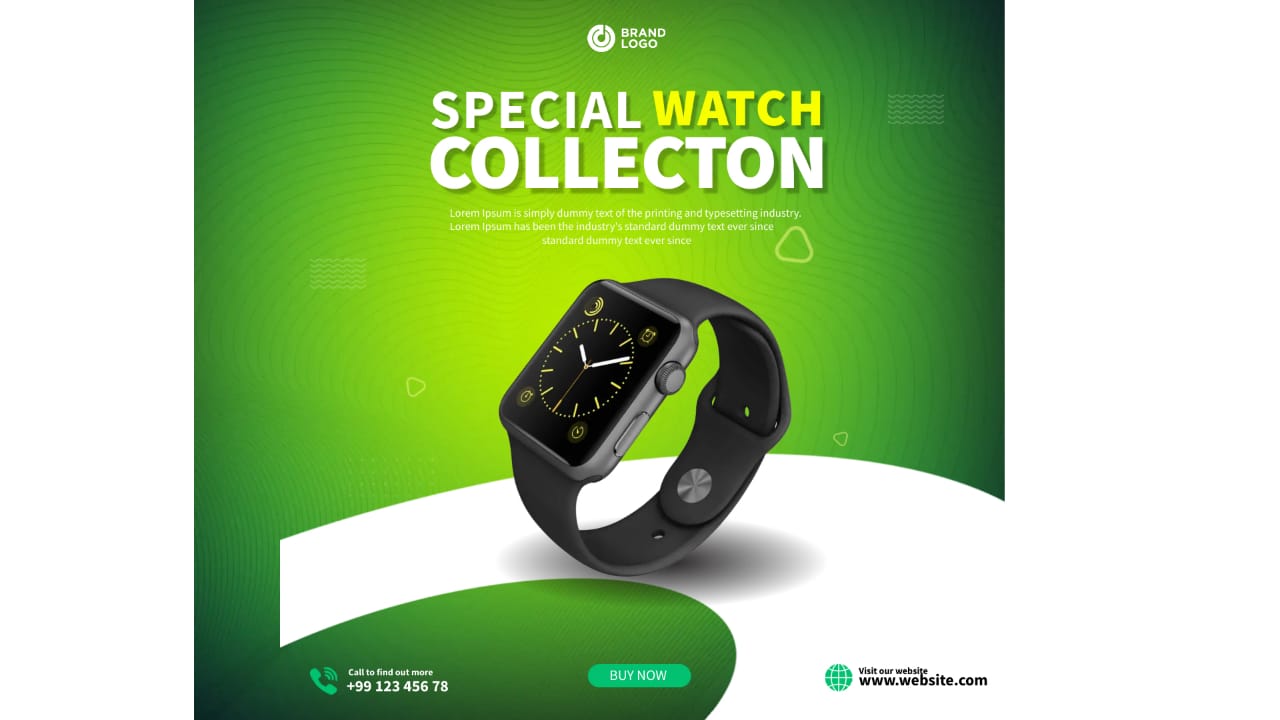 BRAND
LOGO
SPECIAL WATCH
COLLECTON
Lorem Ipsum is simply dummy text of the printing and typesetting industry.
Lorem Ipsum has been the industry's standard dummy text ever since
standard dummy text ever since
Call to find out more
+99 123 456 78
BUY NOW
Visit our website
www.website.com